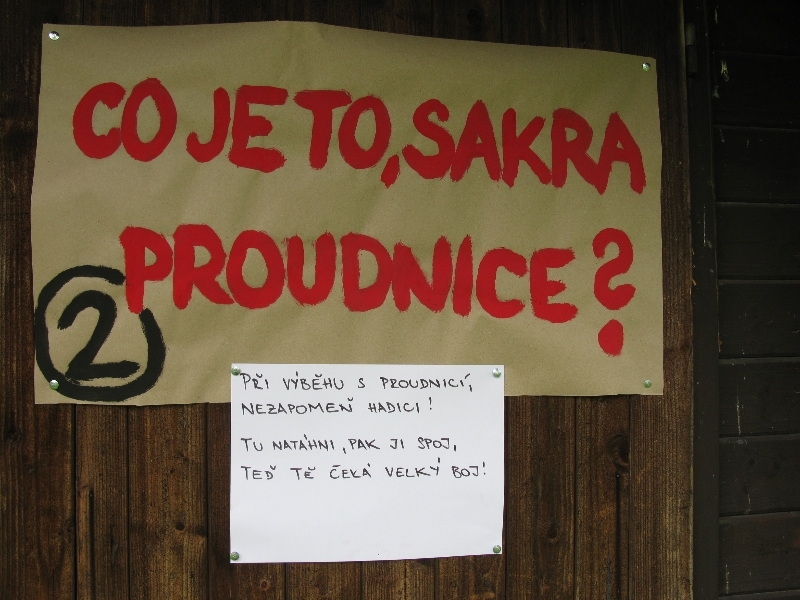 CO JE TO, SAKRA
PROUDNICE?
2
PŘI VÝBĚHU S PROUDNICÍ,
NEZAPOMEŇ HADICI!
TU NATÁHNI, PAK JI SPOJ,
TEĎ TĚ ČEKÁ VELKÝ BOJ!